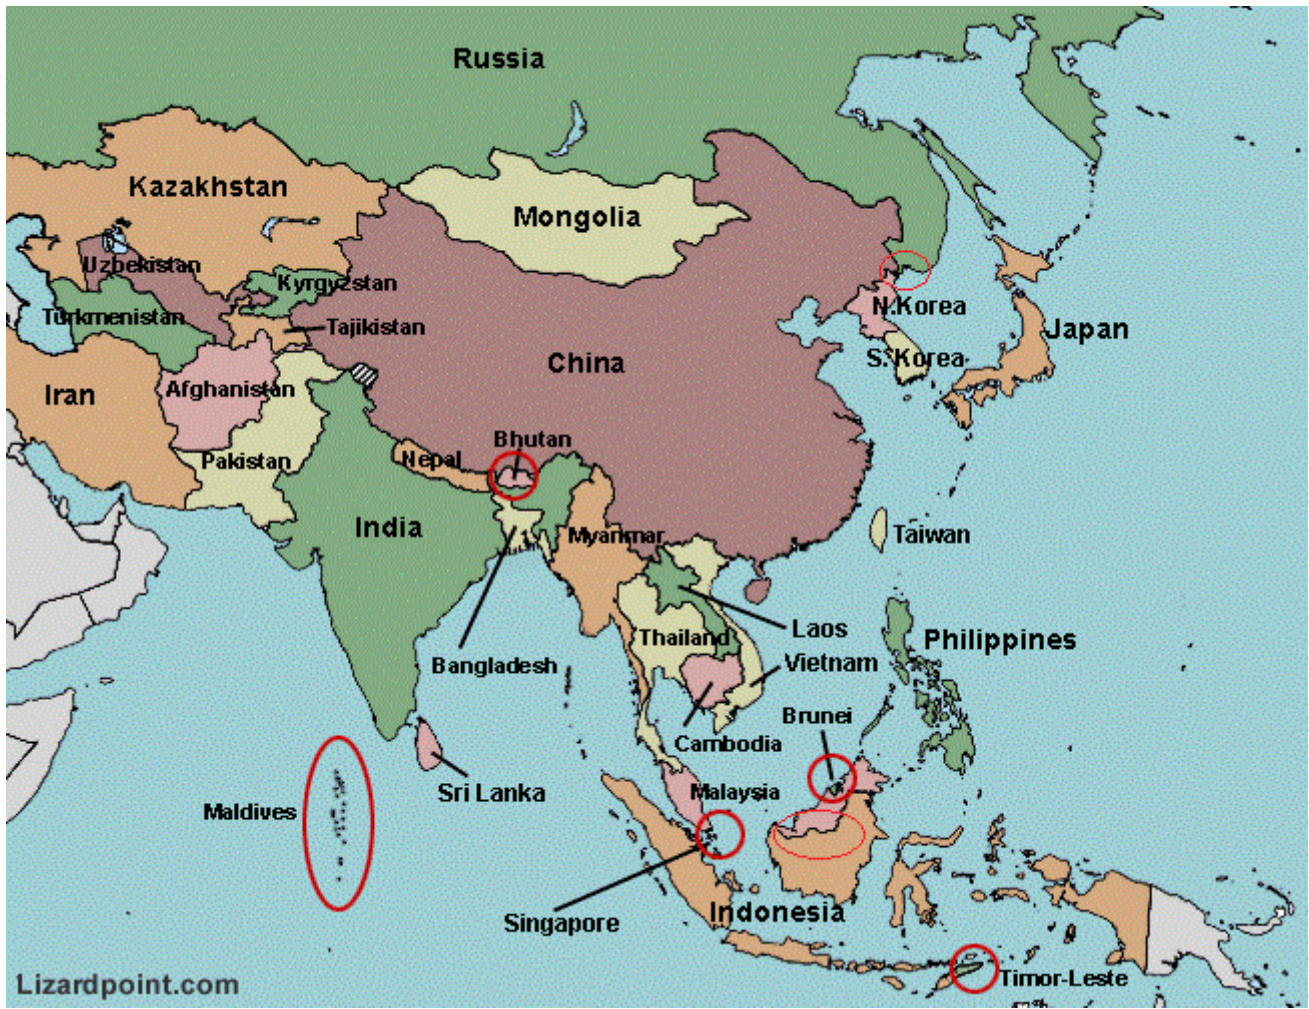 Russia
Kazakhstan
Mongolia
Uzbekistan
Kyrgyzstan
N.Korea
Turkmenistan
Tajikistan
Japan
S. Korea
China
Afghanistan
Iran
Bhutan
Nepal
Pakistan
India
Myanmar
Taiwan
Laos
Thailand
Philippines
Vietnam
Bangladesh
Brunei
Cambodia
Sri Lanka
Malaysia
Maldives
Indonesia
Singapore
Timor-Leste
Lizardpoint.com